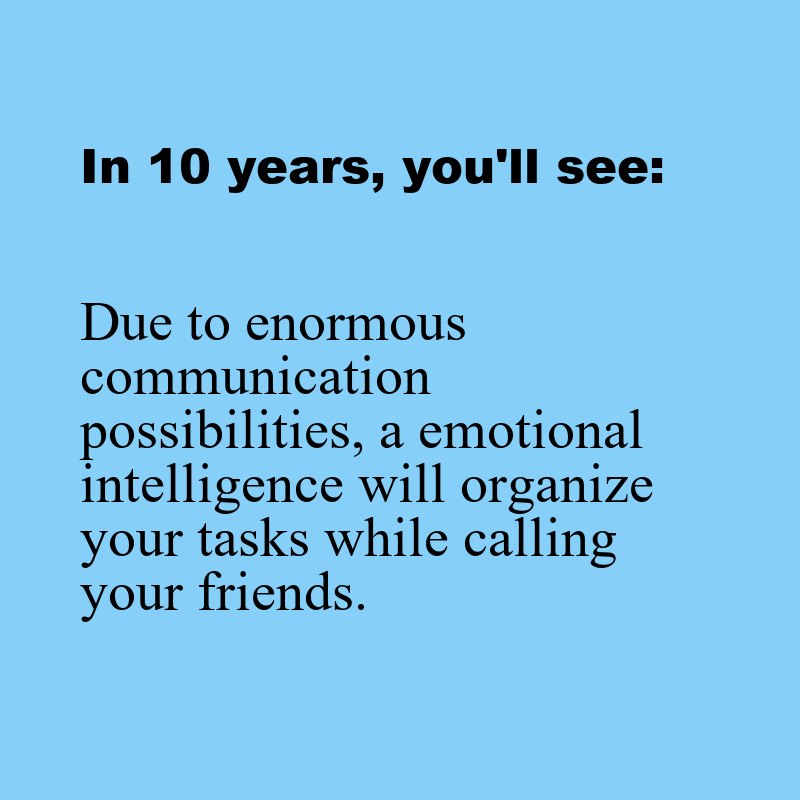 In 10 years, you'll see:
Due to enormous
communication
possibilities, a emotional
intelligence will organize
your tasks while calling
your friends.